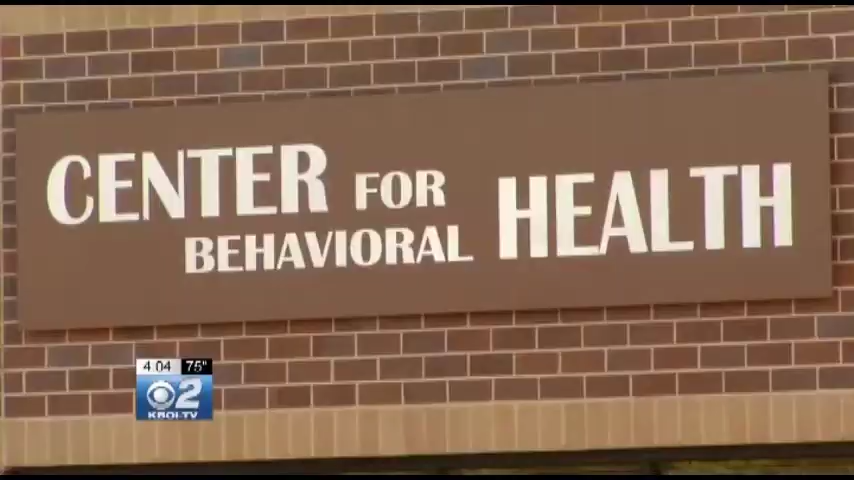 CENTER FOR
BEHAVIORAL HEALTH
4:04 75°
2
KBOI-TV